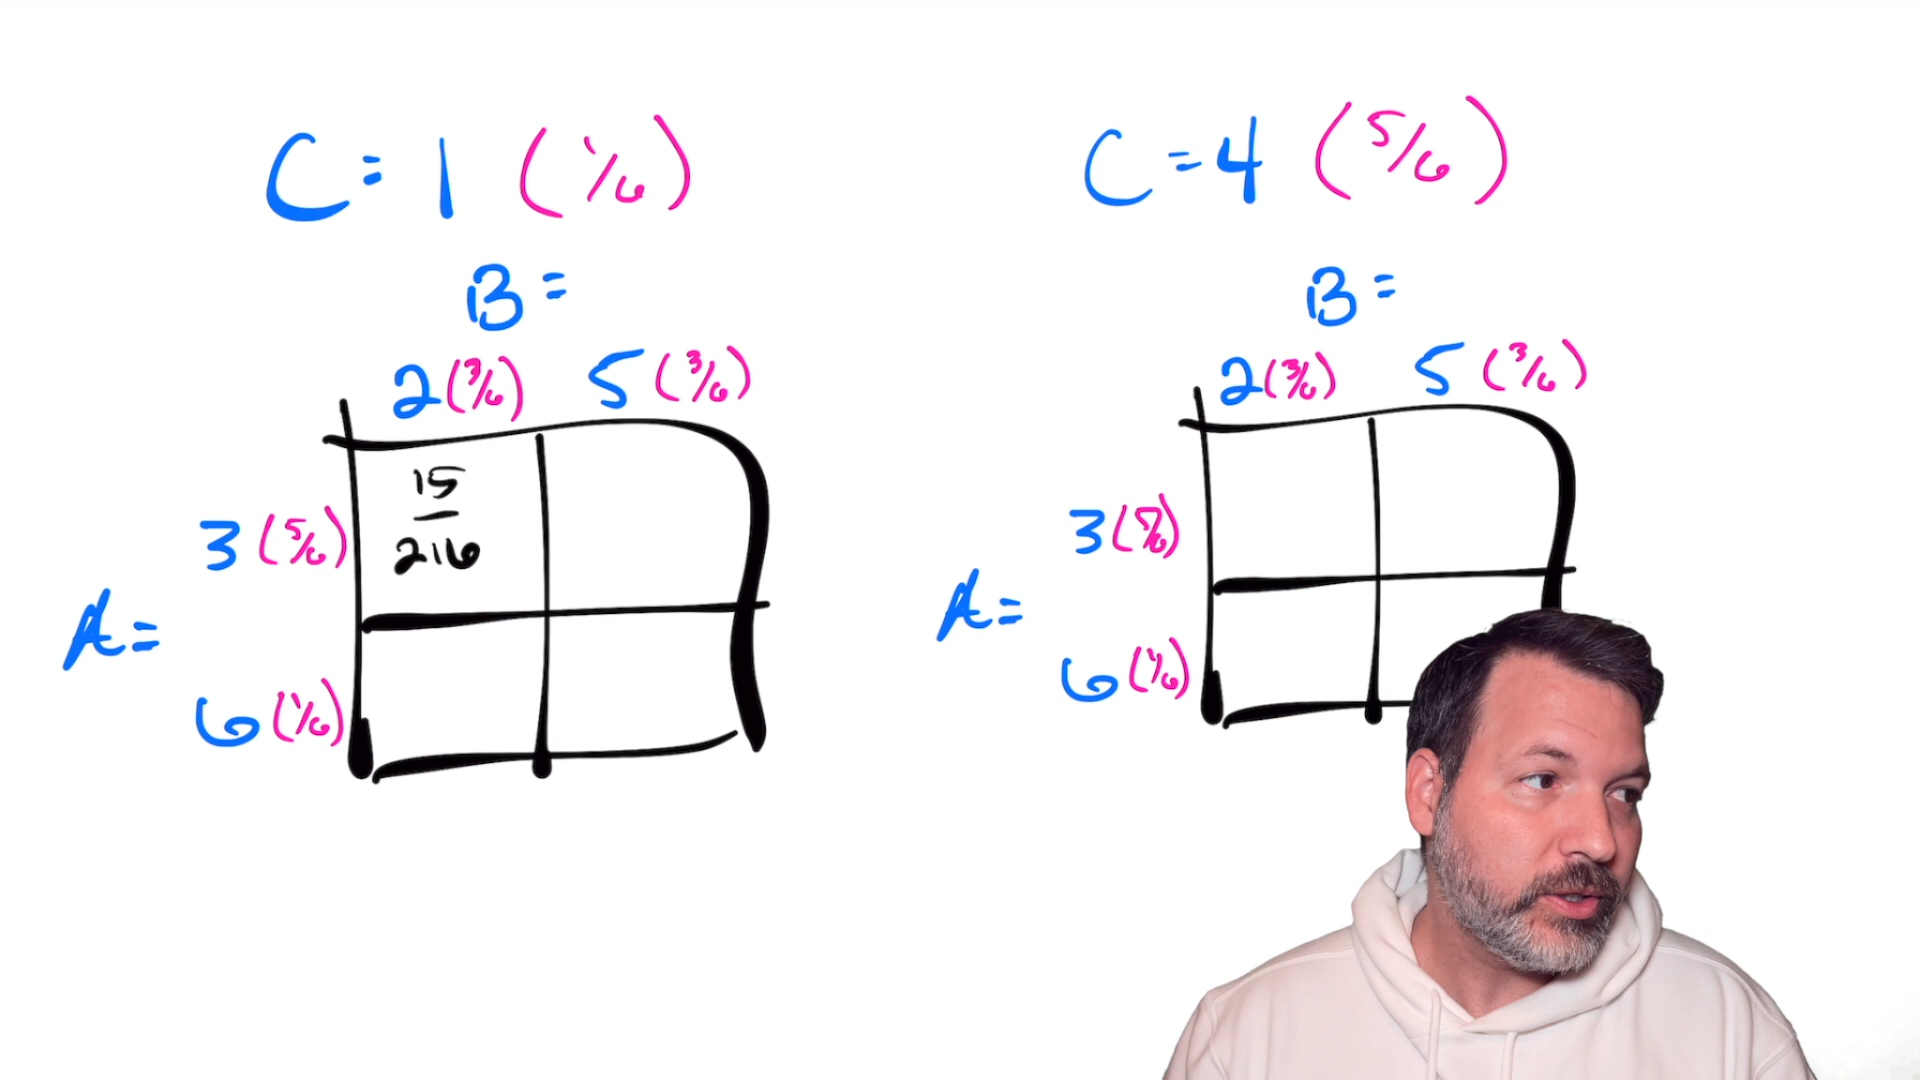 C = 1 (1/6)
B =
2 (3/6) 5 (3/6)
A =
3 (5/6)
15
216
6 (1/6)
C = 4 (5/6)
B =
2 (3/6) 5 (3/6)
A =
3 (5/6)
6 (1/6)